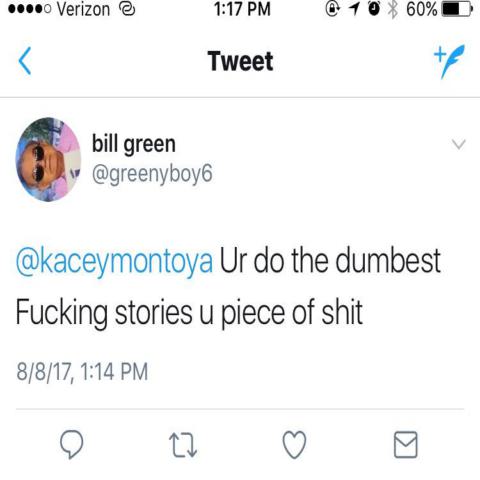 Verizon 1:17 PM 60%
Tweet
bill green
@greenyboy6
@kaceymontoya Ur do the dumbest
Fucking stories u piece of shit
8/8/17, 1:14 PM